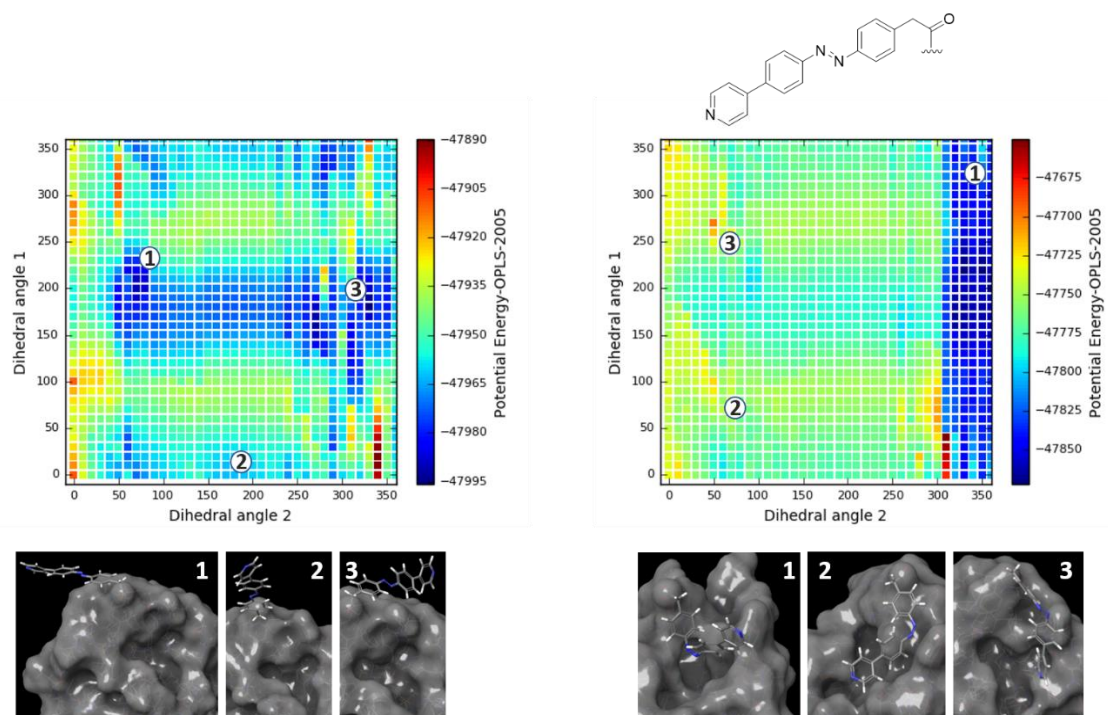 O
N
N
N
350
300
250
200
150
100
50
0
Dihedral angle 1
0 50 100 150 200 250 300 350
Dihedral angle 2
1
2
3
−47890
−47905
−47920
−47935
−47950
−47965
−47980
−47995
Potential Energy-OPLS-2005
350
300
250
200
150
100
50
0
Dihedral angle 1
0 50 100 150 200 250 300 350
Dihedral angle 2
1
3
2
−47675
−47700
−47725
−47750
−47775
−47800
−47825
−47850
Potential Energy-OPLS-2005
1 2 3
1 2 3